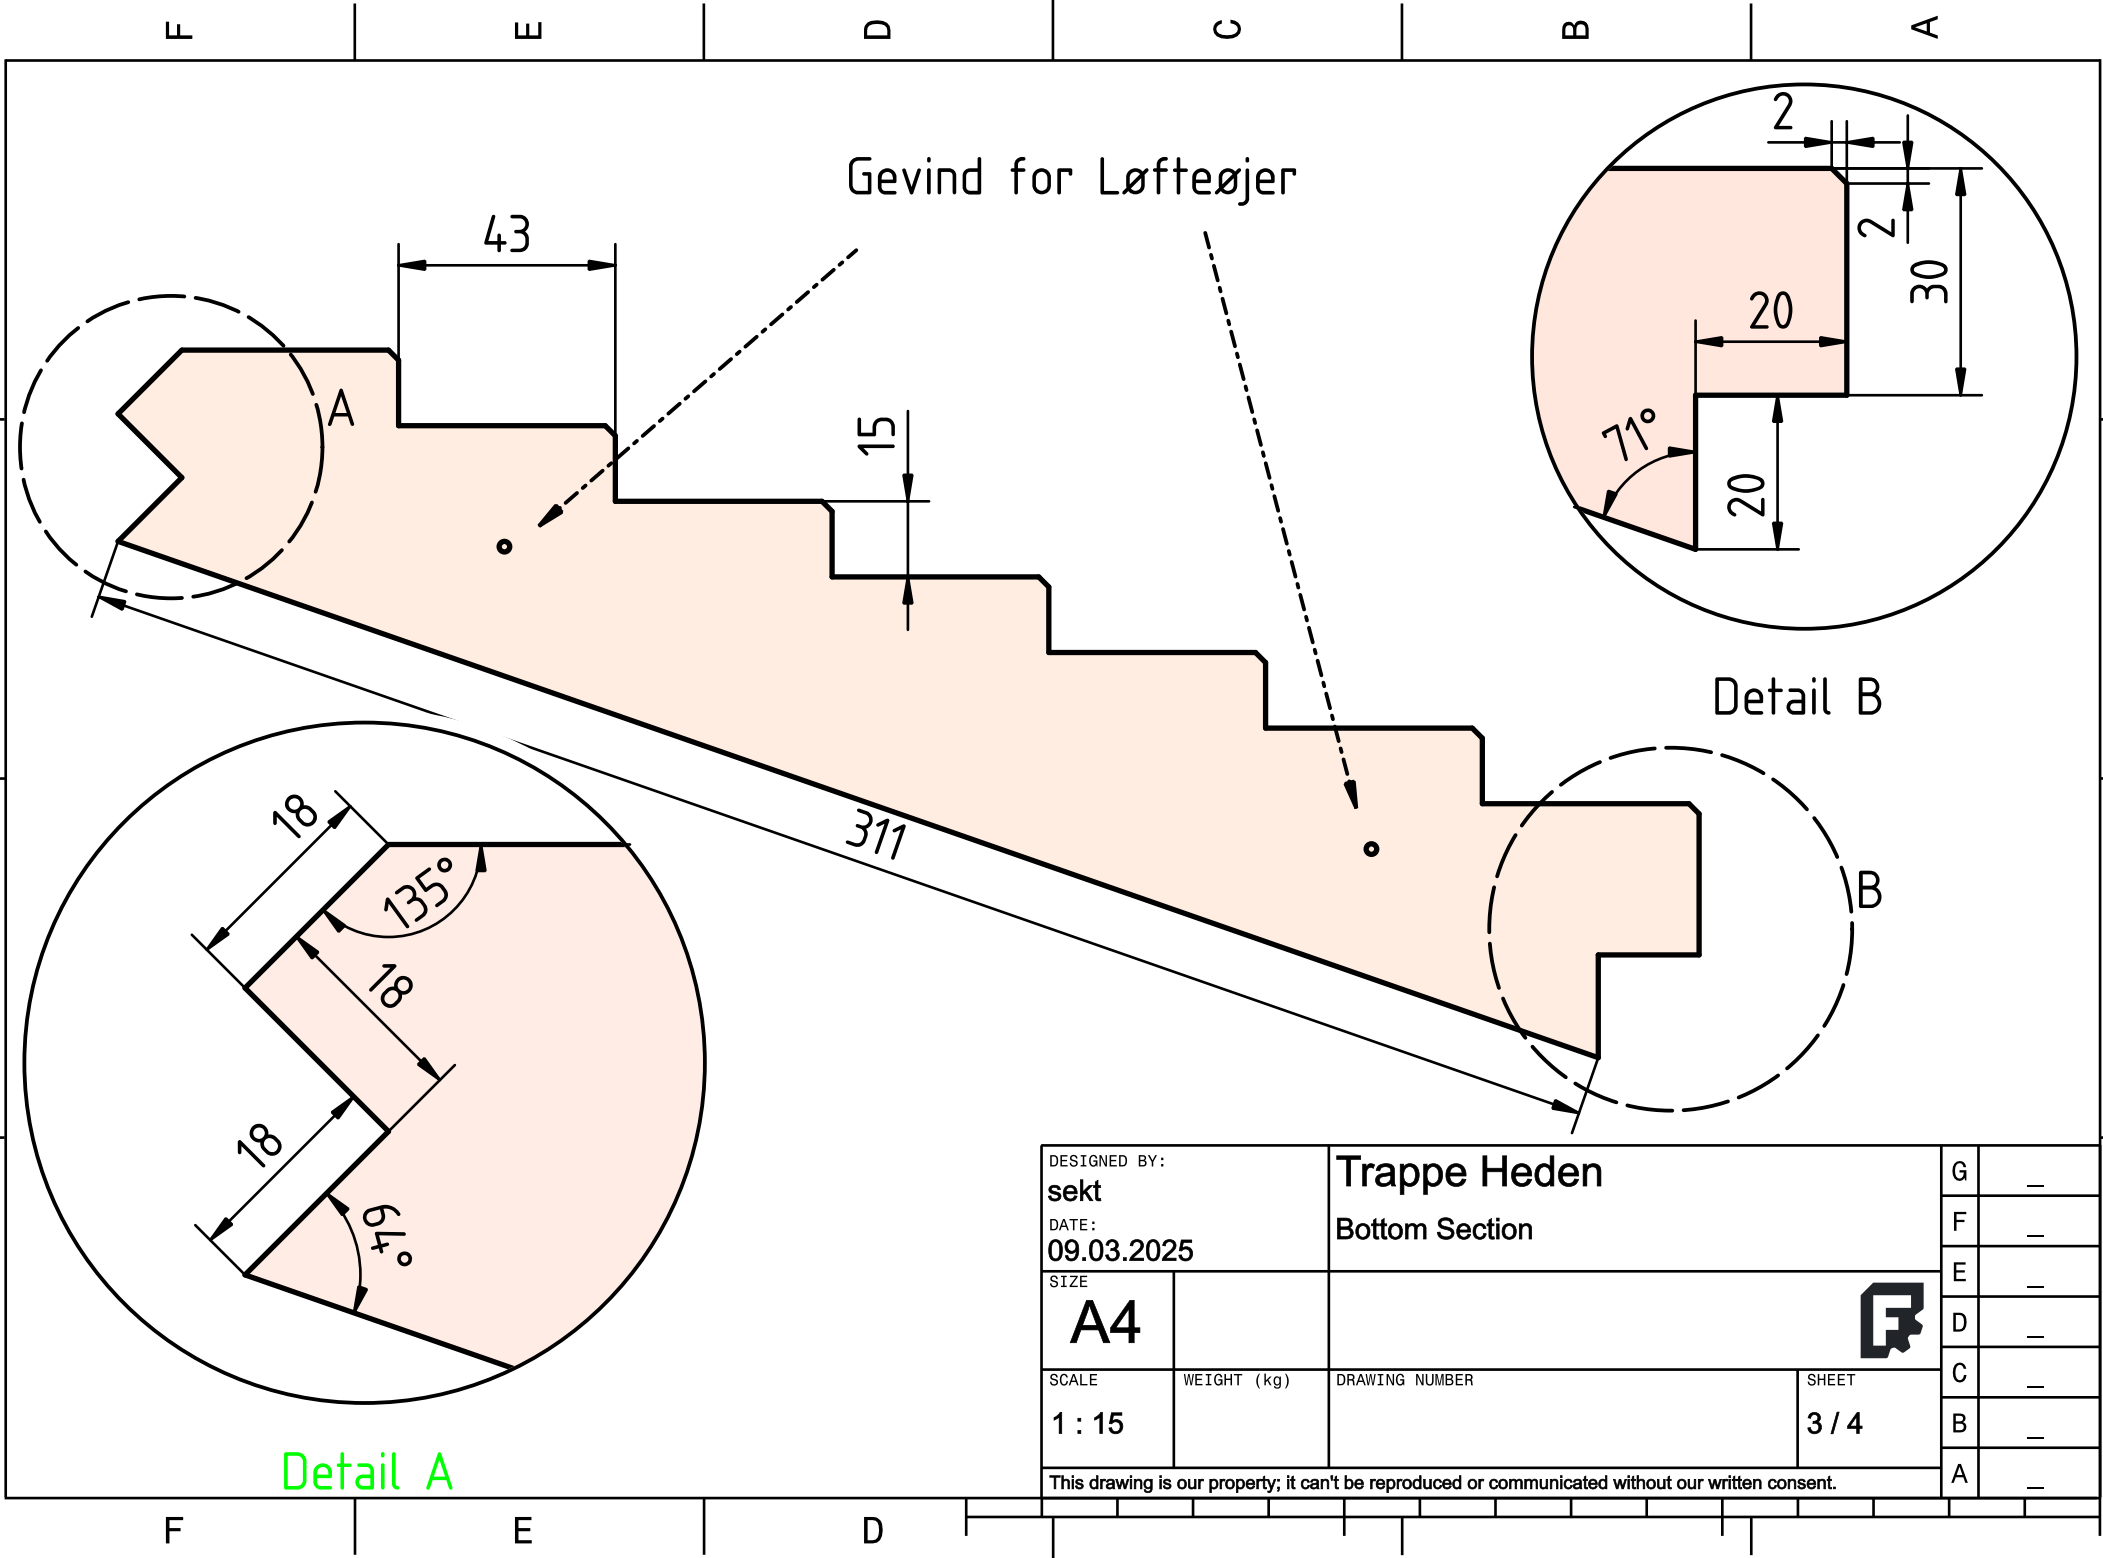 F E D C B A
Gevind for Løfteøjer
43
A
15
311
B
2
2
30
20
71°
20
Detail B
18
135°
18
18
64°
Detail A
DESIGNED BY:
sekt
DATE:
09.03.2025
Trappe Heden
Bottom Section
SIZE
A4
SCALE
1 : 15
WEIGHT (kg)
DRAWING NUMBER
SHEET
3 / 4
This drawing is our property; it can't be reproduced or communicated without our written consent.
G _
F _
E _
D _
C _
B _
A _
F E D